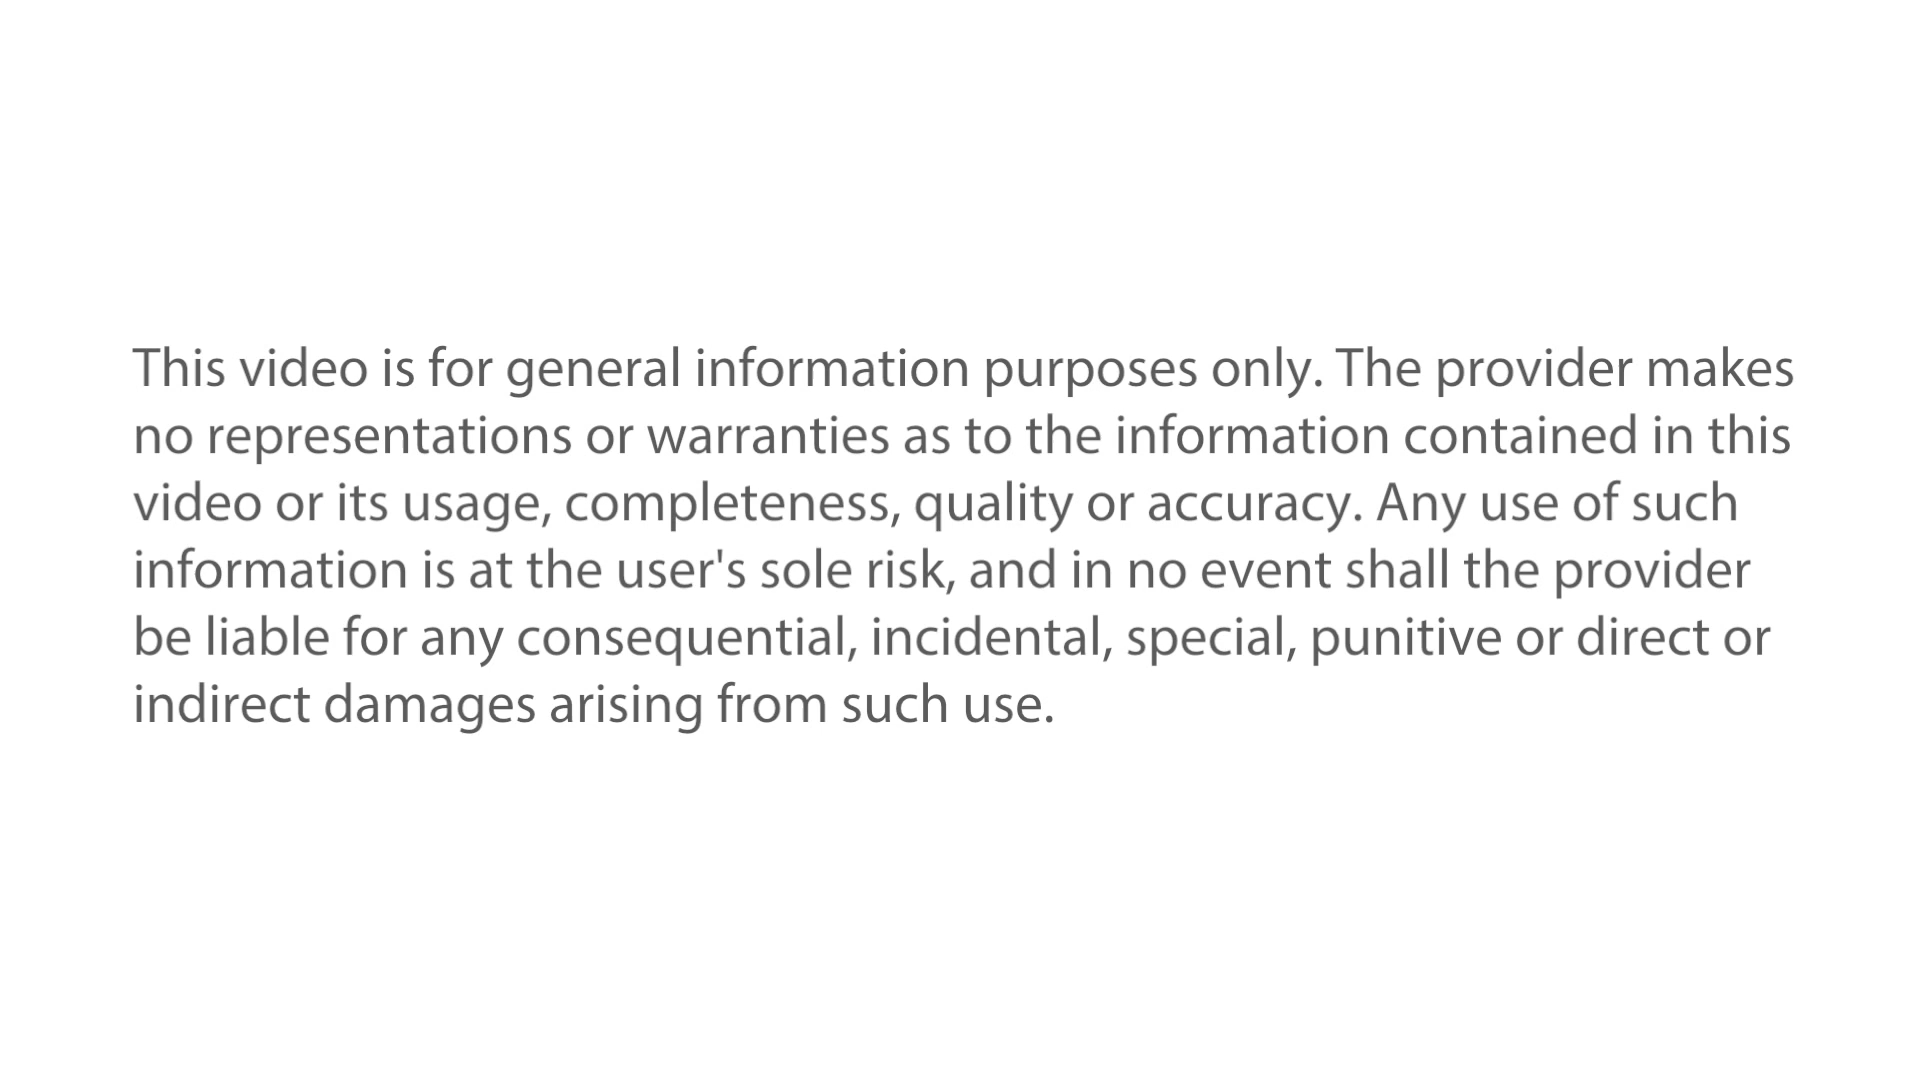 This video is for general information purposes only. The provider makes
no representations or warranties as to the information contained in this
video or its usage, completeness, quality or accuracy. Any use of such
information is at the user's sole risk, and in no event shall the provider
be liable for any consequential, incidental, special, punitive or direct or
indirect damages arising from such use.